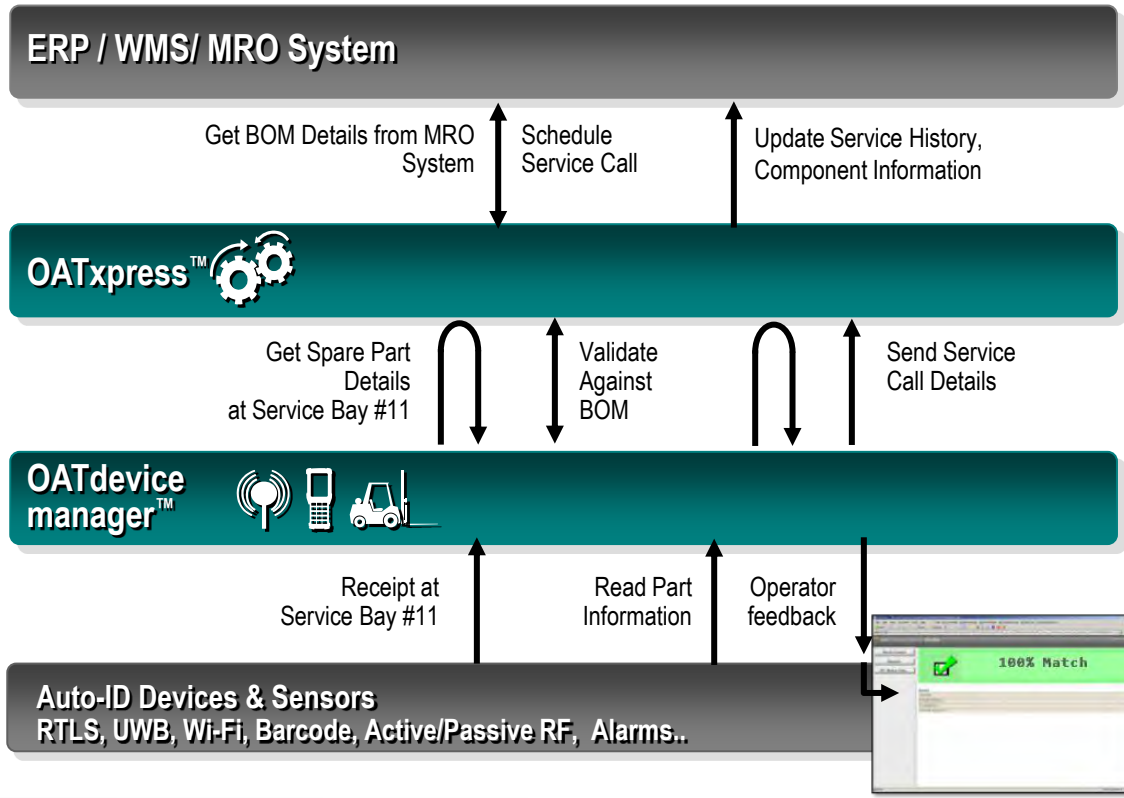 ERP / WMS/ MRO System
Get BOM Details from MRO
System
Schedule
Service Call
Update Service History,
Component Information
OATxpress™
Get Spare Part
Details
at Service Bay #11
Validate
Against
BOM
Send Service
Call Details
OATdevice
manager™
Receipt at
Service Bay #11
Read Part
Information
Operator
feedback
100% Match
Auto-ID Devices & Sensors
RTLS, UWB, Wi-Fi, Barcode, Active/Passive RF, Alarms..